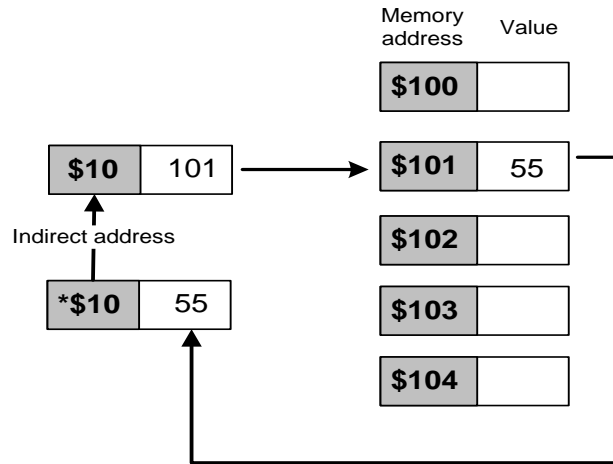 Memory address
Value
$100
$10 101
$101 55
Indirect address
$102
*$10 55
$103
$104